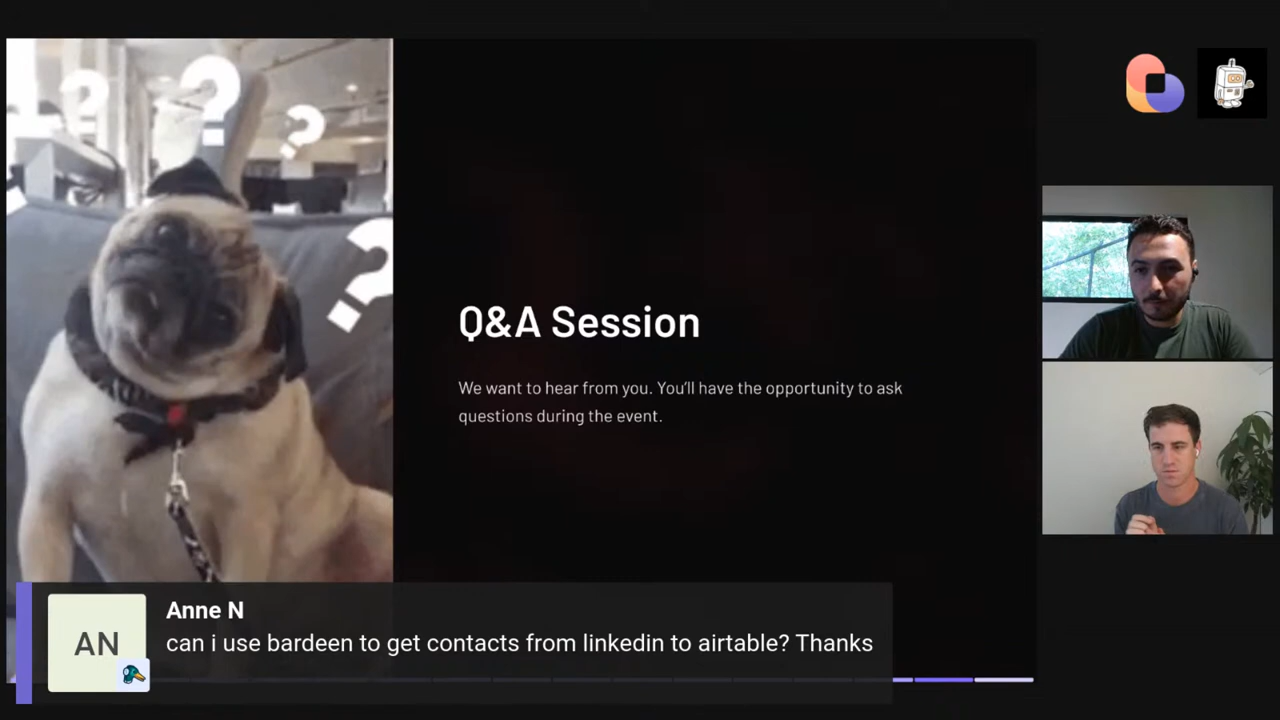 ? ? ? ?
Q&A Session
We want to hear from you. You’ll have the opportunity to ask
questions during the event.
Anne N
AN
can i use bardeen to get contacts from linkedin to airtable? Thanks